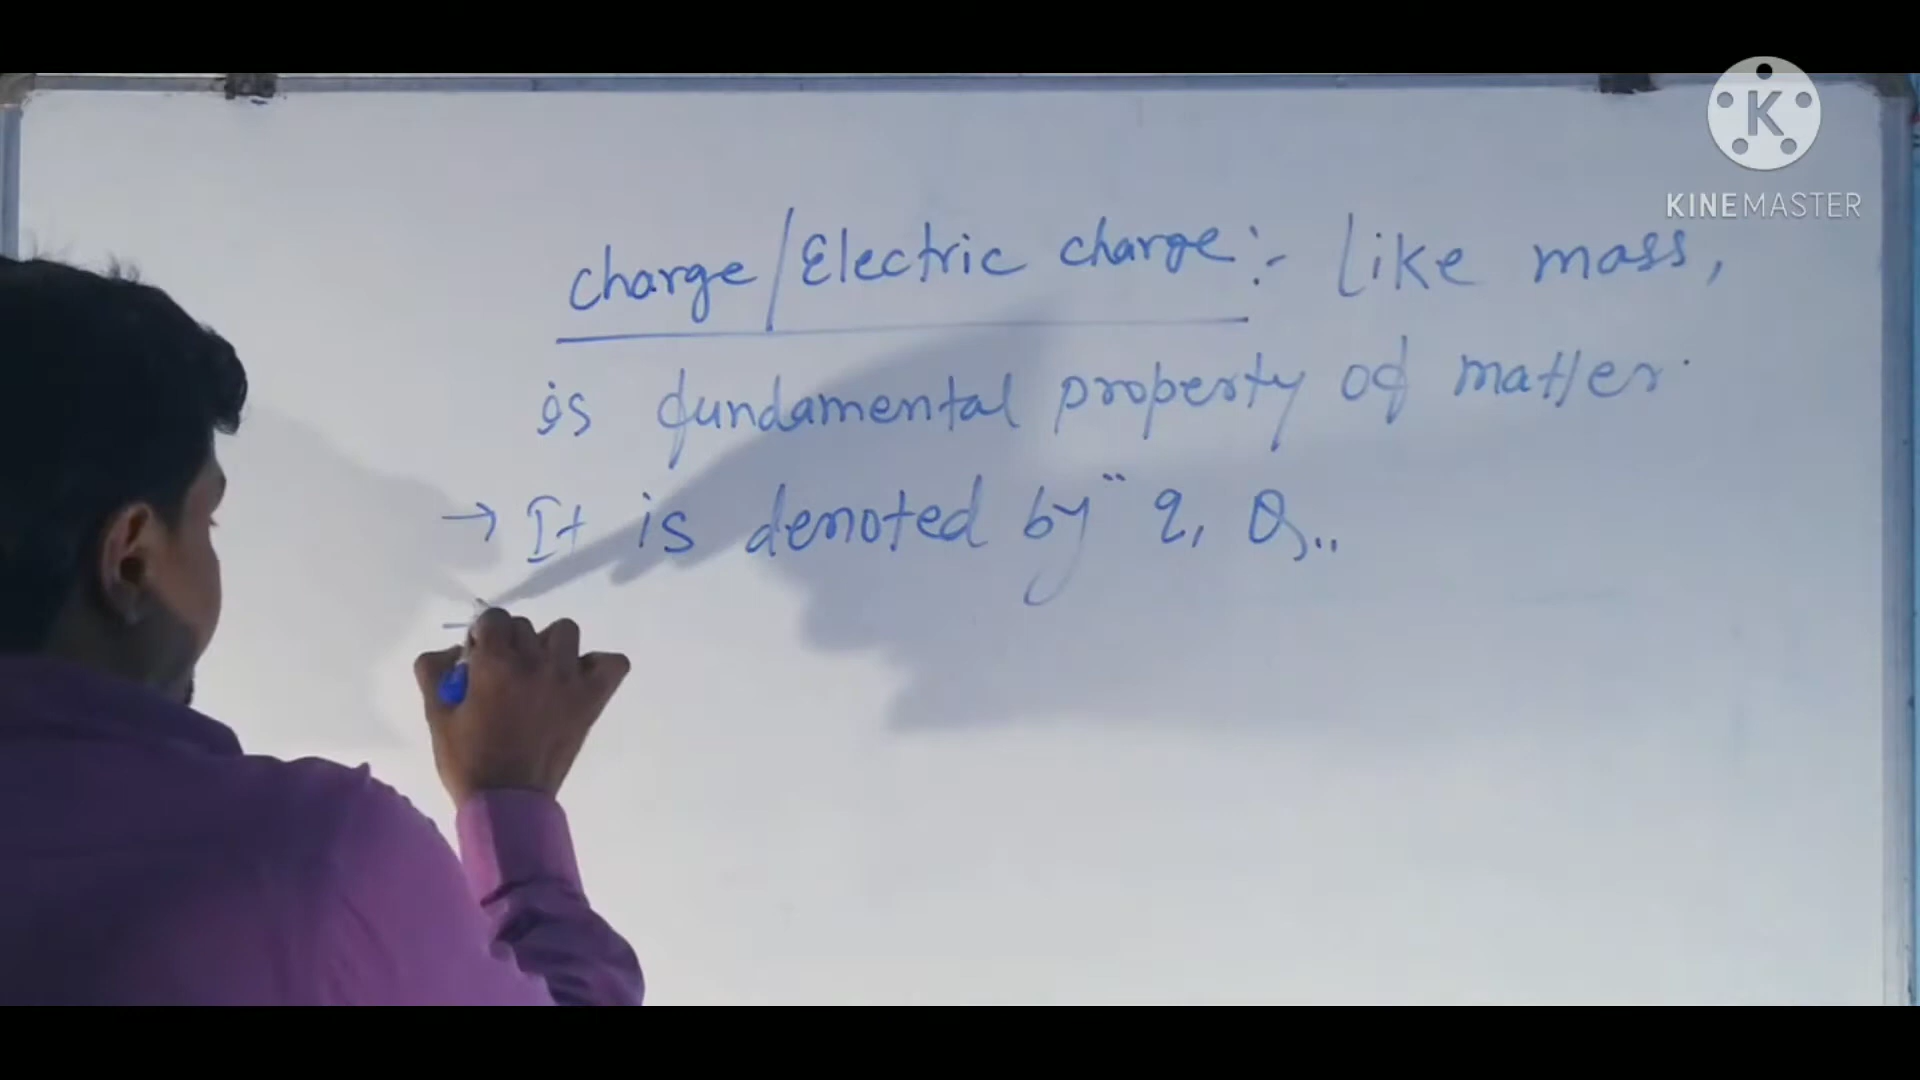 charge/Electric charge:- Like mass,
is fundamental property of matter.
→ It is denoted by " q, Q..
K
KINEMASTER